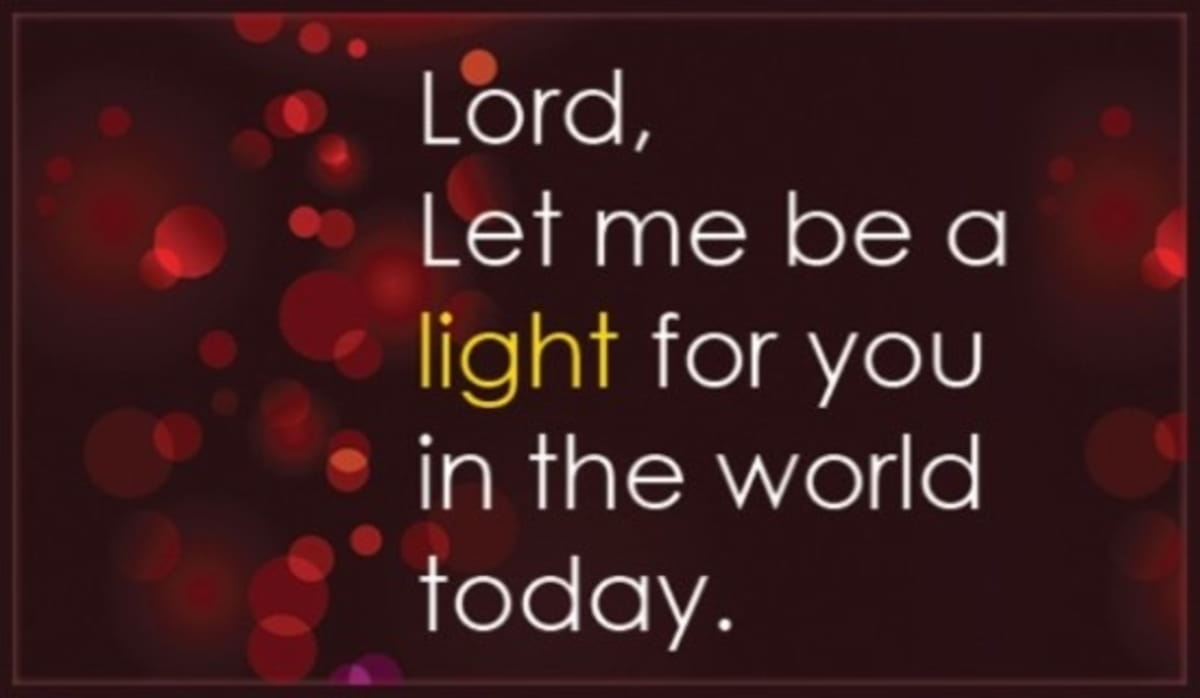 Lord,
Let me be a
light for you
in the world
today.